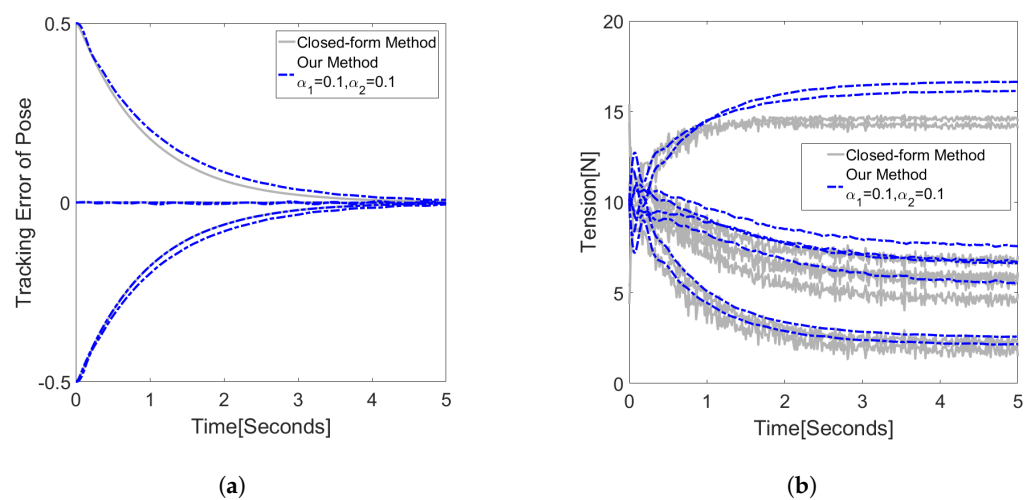 Tracking Error of Pose
0.5
0
-0.5
Closed-form Method
Our Method
α1=0.1,α2=0.1
0 1 2 3 4 5
Time[Seconds]
(a)
Tension[N]
20
15
10
5
0
Closed-form Method
Our Method
α1=0.1,α2=0.1
0 1 2 3 4 5
Time[Seconds]
(b)